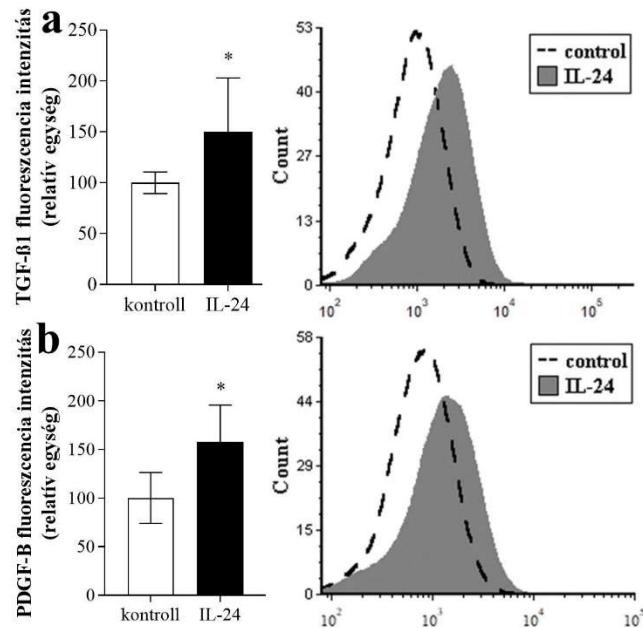 a
TGF-ß1 fluoreszcencia intenzitás
(relatív egység)
250
200
150
100
50
0
*
kontroll IL-24
Count
53
40
27
13
0
10² 10³ 10⁴ 10⁵
control
IL-24
b
PDGF-B fluoreszcencia intenzitás
(relatív egység)
250
200
150
100
50
0
*
kontroll IL-24
Count
58
44
29
15
0
10² 10³ 10⁴ 10⁵
control
IL-24